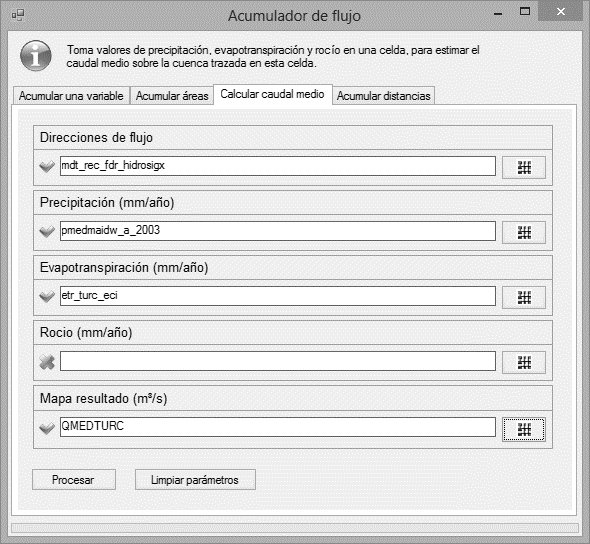 Acumulador de flujo
Toma valores de precipitación, evapotranspiración y rocío en una celda, para estimar el
caudal medio sobre la cuenca trazada en esta celda.
Acumular una variable Acumular áreas Calcular caudal medio Acumular distancias
Direcciones de flujo
mdt_rec_fdr_hidrosigx
Precipitación (mm/año)
pmedmaidw_a_2003
Evapotranspiración (mm/año)
etr_turc_eci
Rocio (mm/año)
Mapa resultado (m³/s)
QMEDTURC
Procesar Limpiar parámetros